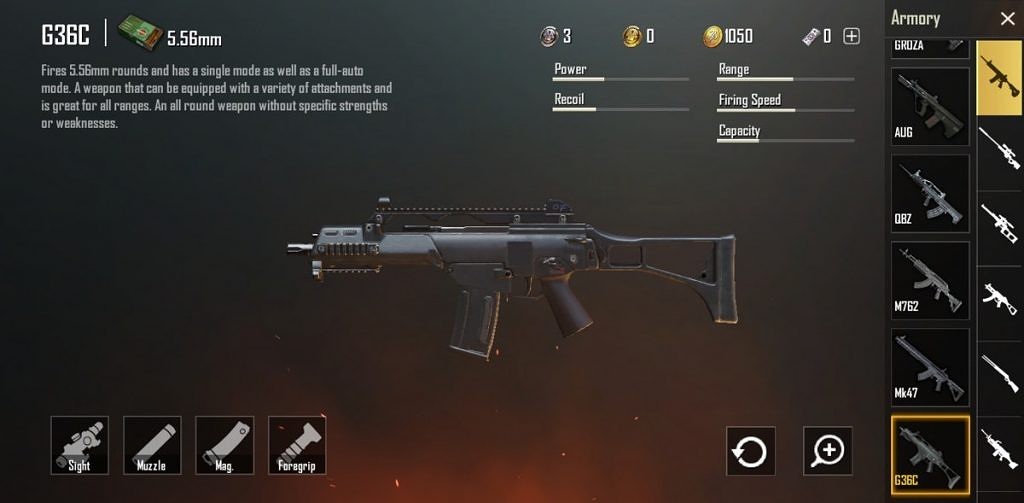 G36C
5.56mm
3
0
1050
0
Armory
Fires 5.56mm rounds and has a single mode as well as a full-auto
mode. A weapon that can be equipped with a variety of attachments and
is great for all ranges. An all round weapon without specific strengths
or weaknesses.
Power
Recoil
Range
Firing Speed
Capacity
GROZA
AUG
QBZ
M762
Mk47
G36C
Sight
Muzzle
Mag.
Foregrip